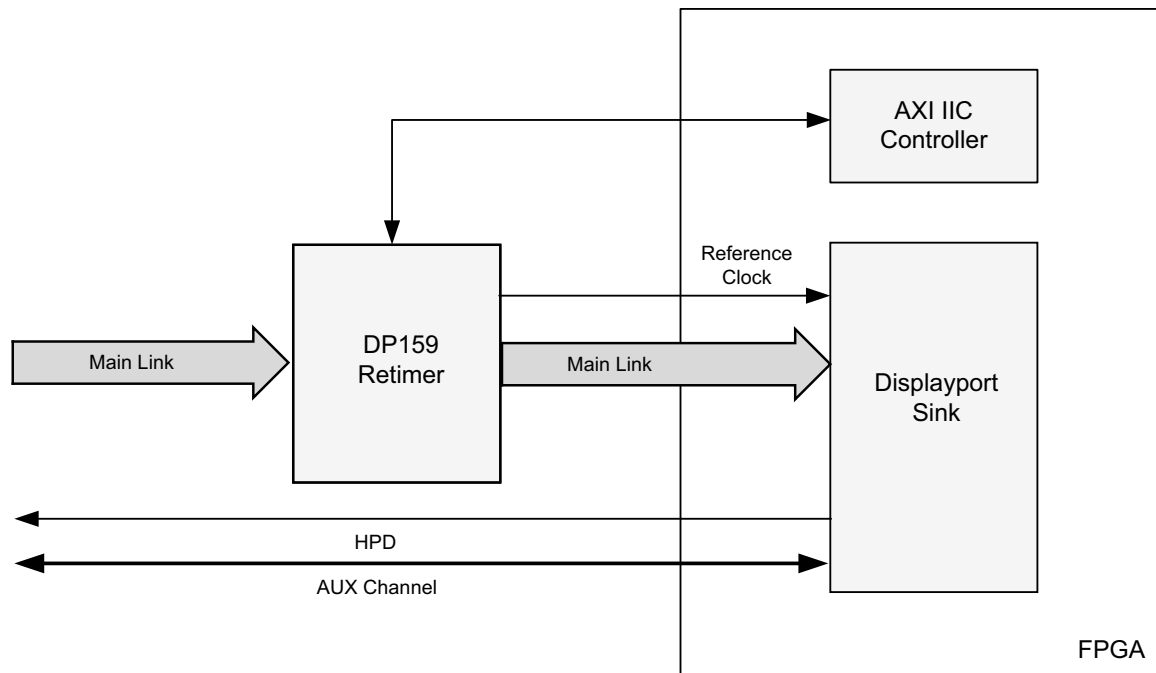 AXI IIC
Controller
Reference
Clock
Main Link
DP159
Retimer
Main Link
Displayport
Sink
HPD
AUX Channel
FPGA